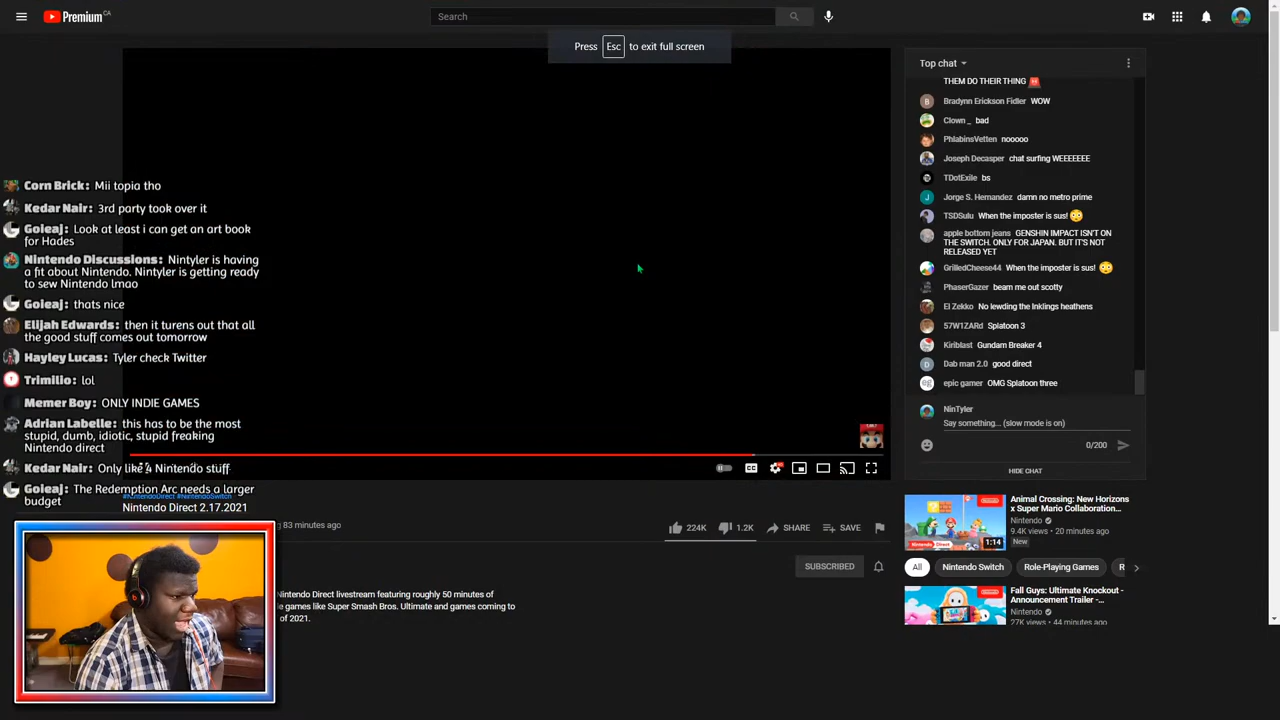 Premium CA
Search
Press Esc to exit full screen
Top chat
THEM DO THEIR THING
Bradynn Erickson Fidler WOW
Clown _ bad
PhlabinsVetten nooooo
Joseph Decasper chat surfing WEEEEEE
TDotExile bs
Jorge S. Hernandez damn no metro prime
TSDSulu When the imposter is sus!
apple bottom jeans GENSHIN IMPACT ISN'T ON
THE SWITCH. ONLY FOR JAPAN. BUT IT'S NOT
RELEASED YET
GrilledCheese44 When the imposter is sus!
PhaserGazer beam me out scotty
El Zekko No lewding the Inklings heathens
57W1ZARd Splatoon 3
Kiriblast Gundam Breaker 4
Dab man 2.0 good direct
epic gamer OMG Splatoon three
NinTyler
Say something... (slow mode is on)
0/200
HIDE CHAT
Corn Brick: Mii topia tho
Kedar Nair: 3rd party took over it
Goleaj: Look at least i can get an art book
for Hades
Nintendo Discussions: Nintyler is having
a fit about Nintendo. Nintyler is getting ready
to sew Nintendo lmao
Goleaj: thats nice
Elijah Edwards: then it turens out that all
the good stuff comes out tomorrow
Hayley Lucas: Tyler check Twitter
Trimilio: lol
Memer Boy: ONLY INDIE GAMES
Adrian Labelle: this has to be the most
stupid, dumb, idiotic, stupid freaking
Nintendo direct
Kedar Nair: Only like 4 Nintendo stuff
Goleaj: The Redemption Arc needs a larger
budget
#NintendoDirect #NintendoSwitch
Nintendo Direct 2.17.2021
83 minutes ago
224K 1.2K SHARE SAVE
SUBSCRIBED
Nintendo Direct livestream featuring roughly 50 minutes of
games like Super Smash Bros. Ultimate and games coming to
of 2021.
Animal Crossing: New Horizons
x Super Mario Collaboration...
Nintendo
9.4K views • 20 minutes ago
New
1:14
All Nintendo Switch Role-Playing Games
Fall Guys: Ultimate Knockout -
Announcement Trailer -...
Nintendo
27K views • 44 minutes ago